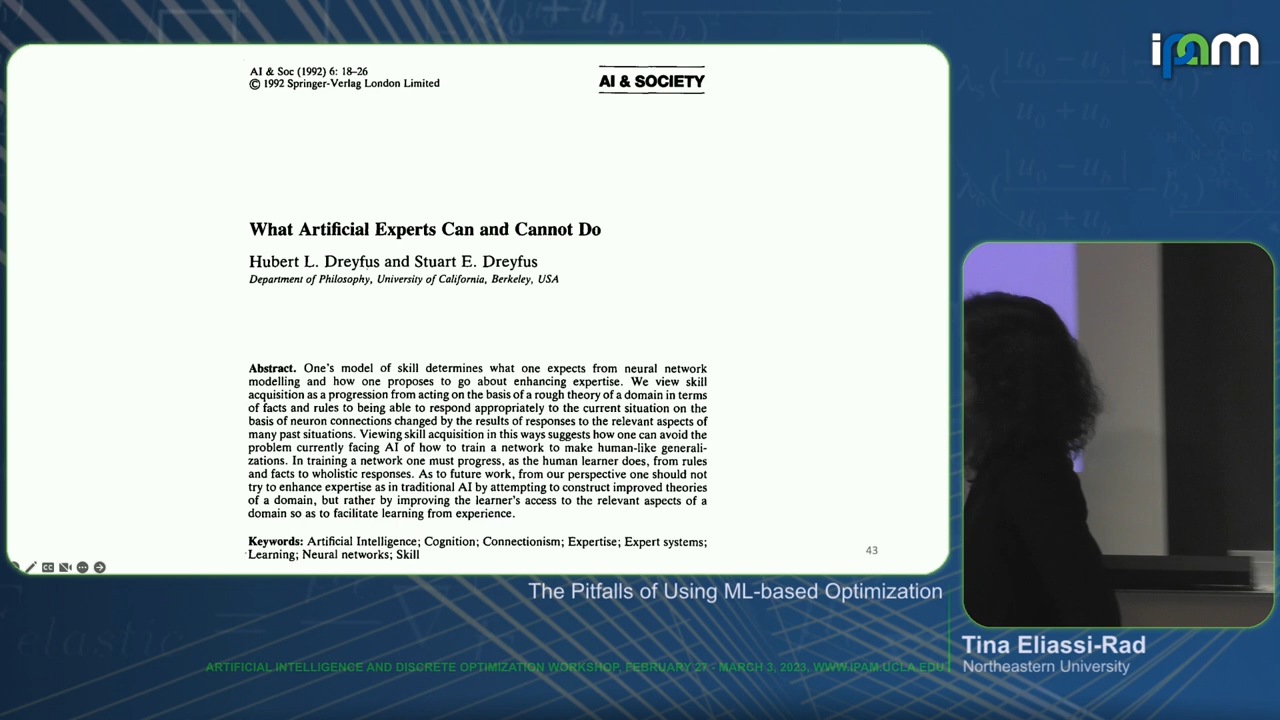 ipam
AI & Soc (1992) 6: 18-26
© 1992 Springer-Verlag London Limited
AI & SOCIETY
What Artificial Experts Can and Cannot Do
Hubert L. Dreyfus and Stuart E. Dreyfus
Department of Philosophy, University of California, Berkeley, USA
Abstract. One's model of skill determines what one expects from neural network
modelling and how one proposes to go about enhancing expertise. We view skill
acquisition as a progression from acting on the basis of a rough theory of a domain in terms
of facts and rules to being able to respond appropriately to the current situation on the
basis of neuron connections changed by the results of responses to the relevant aspects of
many past situations. Viewing skill acquisition in this ways suggests how one can avoid the
problem currently facing AI of how to train a network to make human-like generali-
zations. In training a network one must progress, as the human learner does, from rules
and facts to wholistic responses. As to future work, from our perspective one should not
try to enhance expertise as in traditional AI by attempting to construct improved theories
of a domain, but rather by improving the learner's access to the relevant aspects of a
domain so as to facilitate learning from experience.
Keywords: Artificial Intelligence; Cognition; Connectionism; Expertise; Expert systems;
Learning; Neural networks; Skill
43
The Pitfalls of Using ML-based Optimization
Tina Eliassi-Rad
Northeastern University
ARTIFICIAL INTELLIGENCE AND DISCRETE OPTIMIZATION WORKSHOP, FEBRUARY 27 - MARCH 3, 2023, WWW.IPAM.UCLA.EDU
elastic